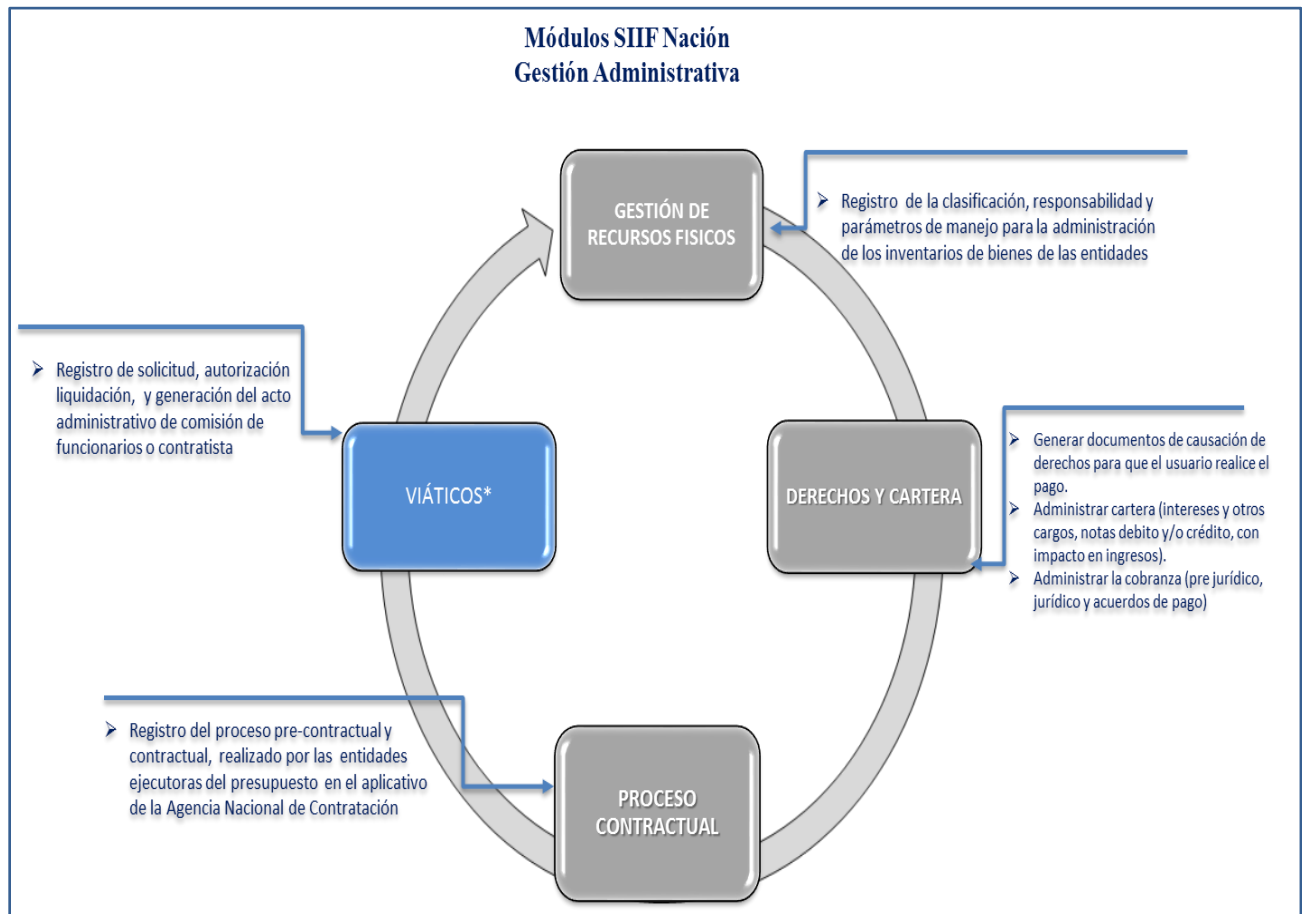 Módulos SIIF Nación
Gestión Administrativa
GESTIÓN DE
RECURSOS FISICOS
➢ Registro de la clasificación, responsabilidad y
parámetros de manejo para la administración
de los inventarios de bienes de las entidades
➢ Registro de solicitud, autorización
liquidación, y generación del acto
administrativo de comisión de
funcionarios o contratista
VIÁTICOS*
DERECHOS Y CARTERA
➢ Generar documentos de causación de
derechos para que el usuario realice el
pago.
➢ Administrar cartera (intereses y otros
cargos, notas debito y/o crédito, con
impacto en ingresos).
➢ Administrar la cobranza (pre jurídico,
jurídico y acuerdos de pago)
➢ Registro del proceso pre-contractual y
contractual, realizado por las entidades
ejecutoras del presupuesto en el aplicativo
de la Agencia Nacional de Contratación
PROCESO
CONTRACTUAL